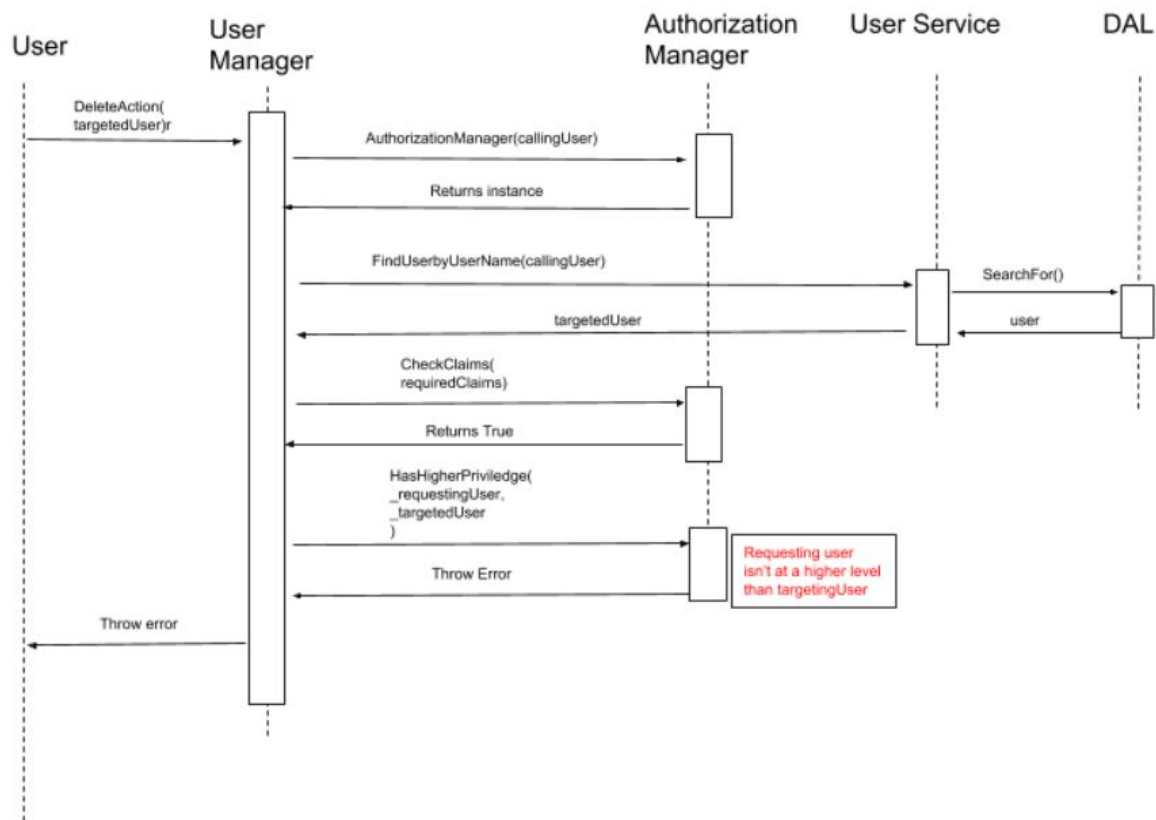 User
User
Manager
Authorization
Manager
User Service
DAL
DeleteAction(
targetedUser)r
AuthorizationManager(callingUser)
Returns instance
FindUserbyUserName(callingUser)
SearchFor()
targetedUser
user
CheckClaims(
requiredClaims)
Returns True
HasHigherPriviledge(
_requestingUser,
_targetedUser
)
Requesting user
isn't at a higher level
than targetingUser
Throw Error
Throw error